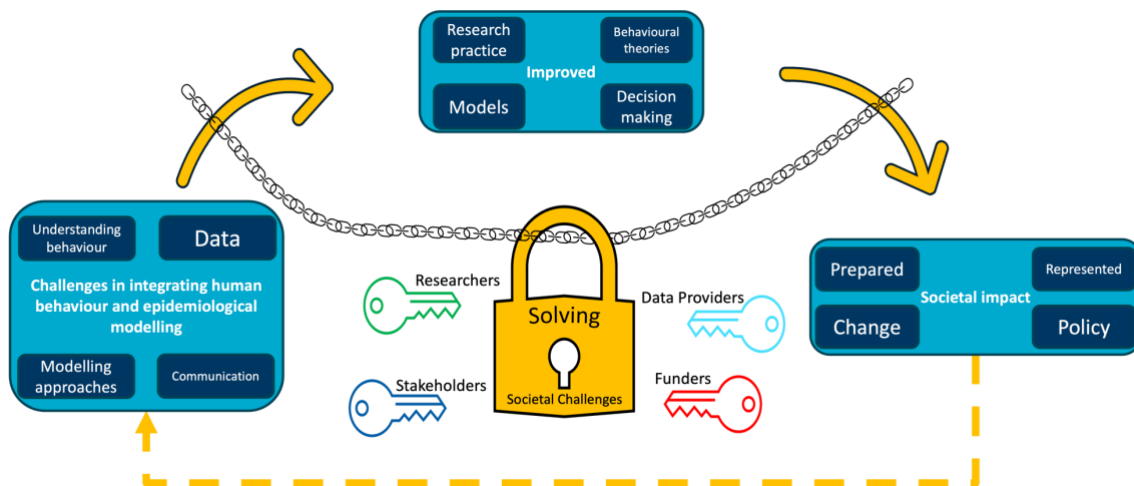 Research
practice
Behavioural
theories
Improved
Models
Decision
making
Understanding
behaviour
Data
Challenges in integrating human
behaviour and epidemiological
modelling
Modelling
approaches
Communication
Researchers
Data Providers
Solving
Stakeholders
Funders
Societal Challenges
Prepared
Represented
Societal impact
Change
Policy